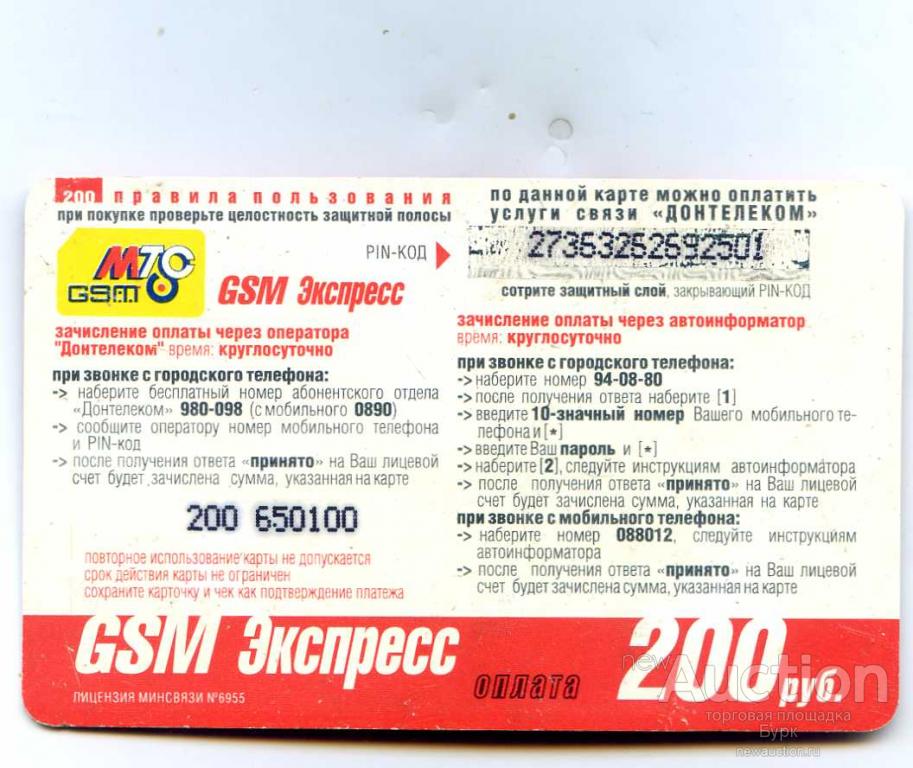 200 правила пользования
при покупке проверьте целостность защитной полосы
МТС
GSM
GSM Экспресс
PIN-КОД
по данной карте можно оплатить
услуги связи «ДОНТЕЛЕКОМ»
27363262692501
сотрите защитный слой, закрывающий PIN-КОД
зачисление оплаты через оператора
"Донтелеком" время: круглосуточно
при звонке с городского телефона:
-> наберите бесплатный номер абонентского отдела
«Донтелеком» 980-098 (с мобильного 0890)
-> сообщите оператору номер мобильного телефона
и PIN-код
-> после получения ответа «принято» на Ваш лицевой
счет будет зачислена сумма, указанная на карте
200 650100
повторное использование карты не допускается
срок действия карты не ограничен
сохраните карточку и чек как подтверждение платежа
зачисление оплаты через автоинформатор
время: круглосуточно
при звонке с городского телефона:
-> наберите номер 94-08-80
-> после получения ответа наберите [1]
-> введите 10-значный номер Вашего мобильного те-
лефона и [*]
-> введите Ваш пароль и [*]
-> наберите [2], следуйте инструкциям автоинформатора
-> после получения ответа «принято» на Ваш лицевой
счет будет зачислена сумма, указанная на карте
при звонке с мобильного телефона:
-> наберите номер 088012, следуйте инструкциям
автоинформатора
-> после получения ответа «принято» на Ваш лицевой
счет будет зачислена сумма, указанная на карте
GSM Экспресс
оплата
200 руб.
ЛИЦЕНЗИЯ МИНСВЯЗИ №6955
newAuction
торговая площадка
Бурк
newauction.ru